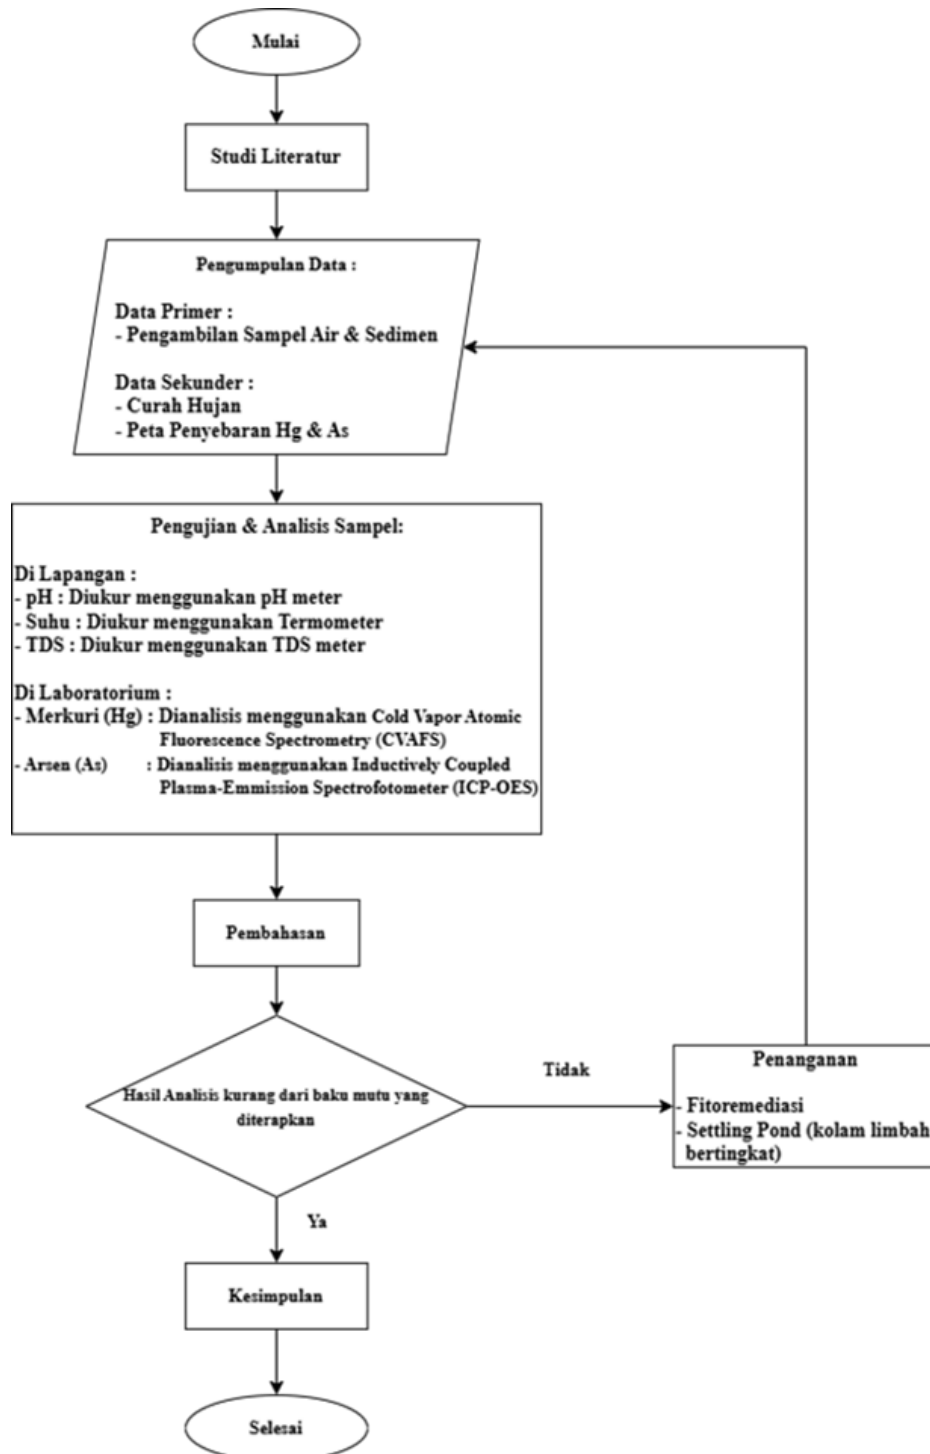 Mulai
Studi Literatur
Pengumpulan Data :
Data Primer :
- Pengambilan Sampel Air & Sedimen
Data Sekunder :
- Curah Hujan
- Peta Penyebaran Hg & As
Pengujian & Analisis Sampel:
Di Lapangan :
- pH : Diukur menggunakan pH meter
- Suhu : Diukur menggunakan Termometer
- TDS : Diukur menggunakan TDS meter
Di Laboratorium :
- Merkuri (Hg) : Dianalisis menggunakan Cold Vapor Atomic
Fluorescence Spectrometry (CVAFS)
- Arsen (As) : Dianalisis menggunakan Inductively Coupled
Plasma-Emmission Spectrofotometer (ICP-OES)
Pembahasan
Hasil Analisis kurang dari baku mutu yang
diterapkan
Tidak
Penanganan
- Fitoremediasi
- Settling Pond (kolam limbah
bertingkat)
Ya
Kesimpulan
Selesai